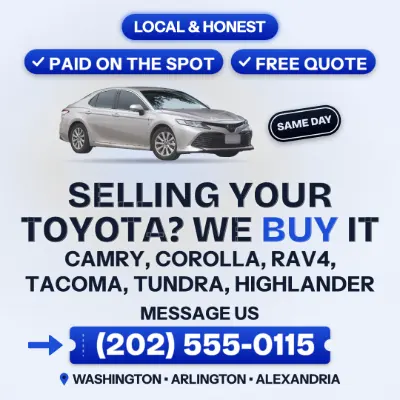 LOCAL & HONEST
✓ PAID ON THE SPOT ✓ FREE QUOTE
SAME DAY
SELLING YOUR
TOYOTA? WE BUY IT
CAMRY, COROLLA, RAV4,
TACOMA, TUNDRA, HIGHLANDER
MESSAGE US
(202) 555-0115
WASHINGTON • ARLINGTON • ALEXANDRIA